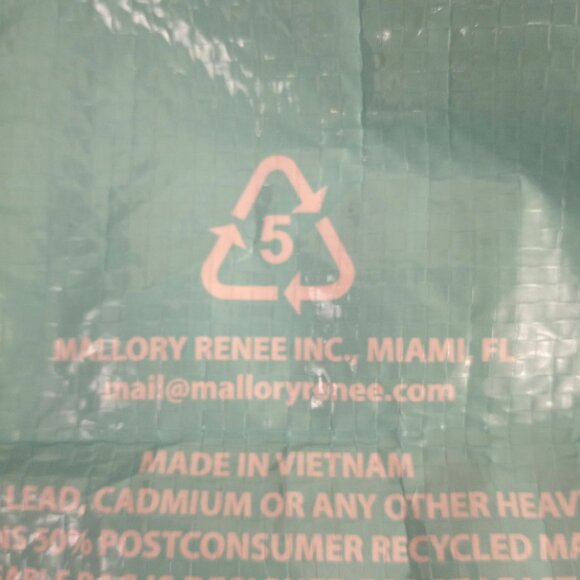 5
MALLORY RENEE INC., MIAMI, FL
mail@malloryrenee.com
MADE IN VIETNAM
LEAD, CADMIUM OR ANY OTHER HEAV
NS 50% POSTCONSUMER RECYCLED MA